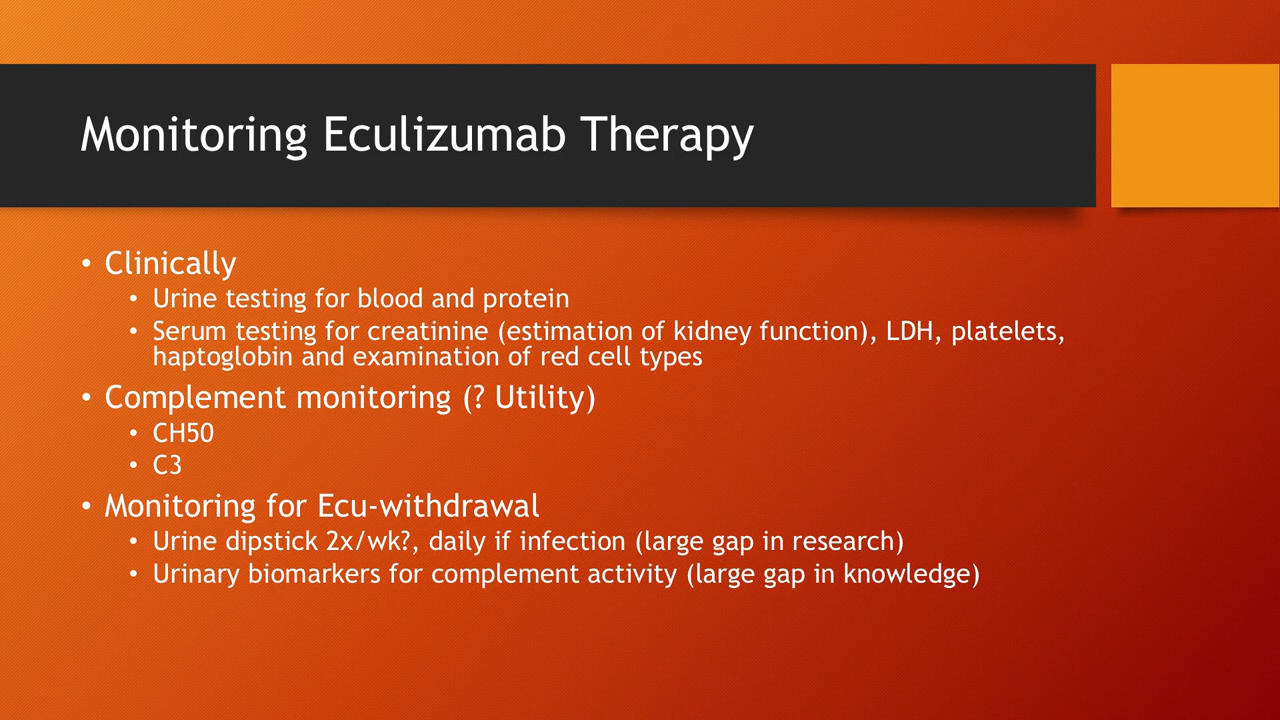 Monitoring Eculizumab Therapy
• Clinically
• Urine testing for blood and protein
• Serum testing for creatinine (estimation of kidney function), LDH, platelets,
haptoglobin and examination of red cell types
• Complement monitoring (? Utility)
• CH50
• C3
• Monitoring for Ecu-withdrawal
• Urine dipstick 2x/wk?, daily if infection (large gap in research)
• Urinary biomarkers for complement activity (large gap in knowledge)